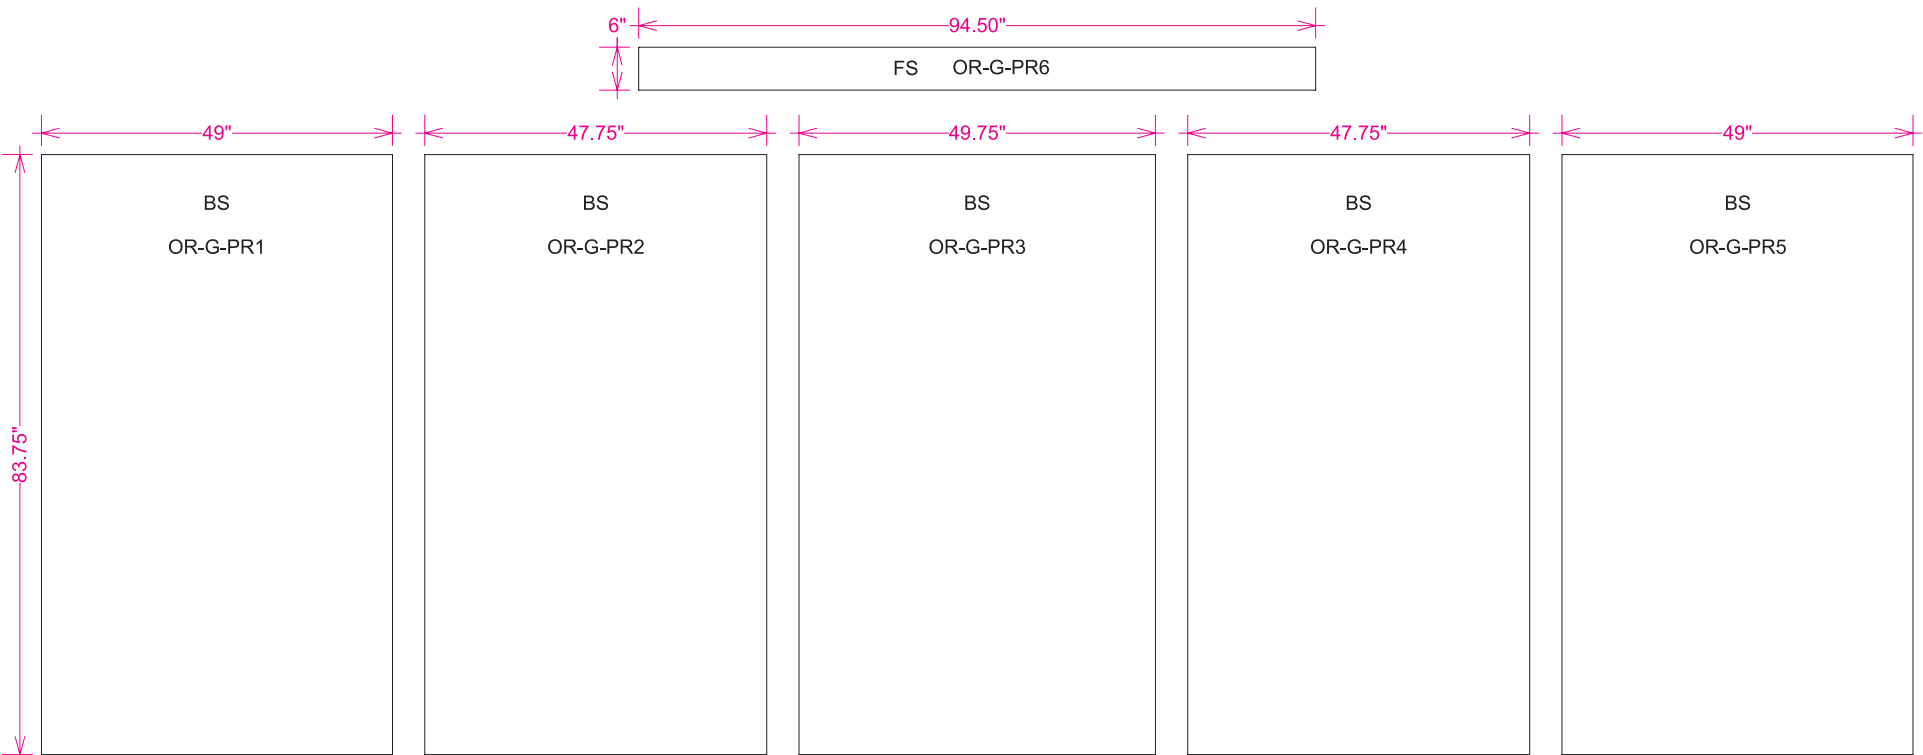 6" 94.50"
FS OR-G-PR6
49" 47.75" 49.75" 47.75" 49"
BS BS BS BS BS
OR-G-PR1 OR-G-PR2 OR-G-PR3 OR-G-PR4 OR-G-PR5
83.75"